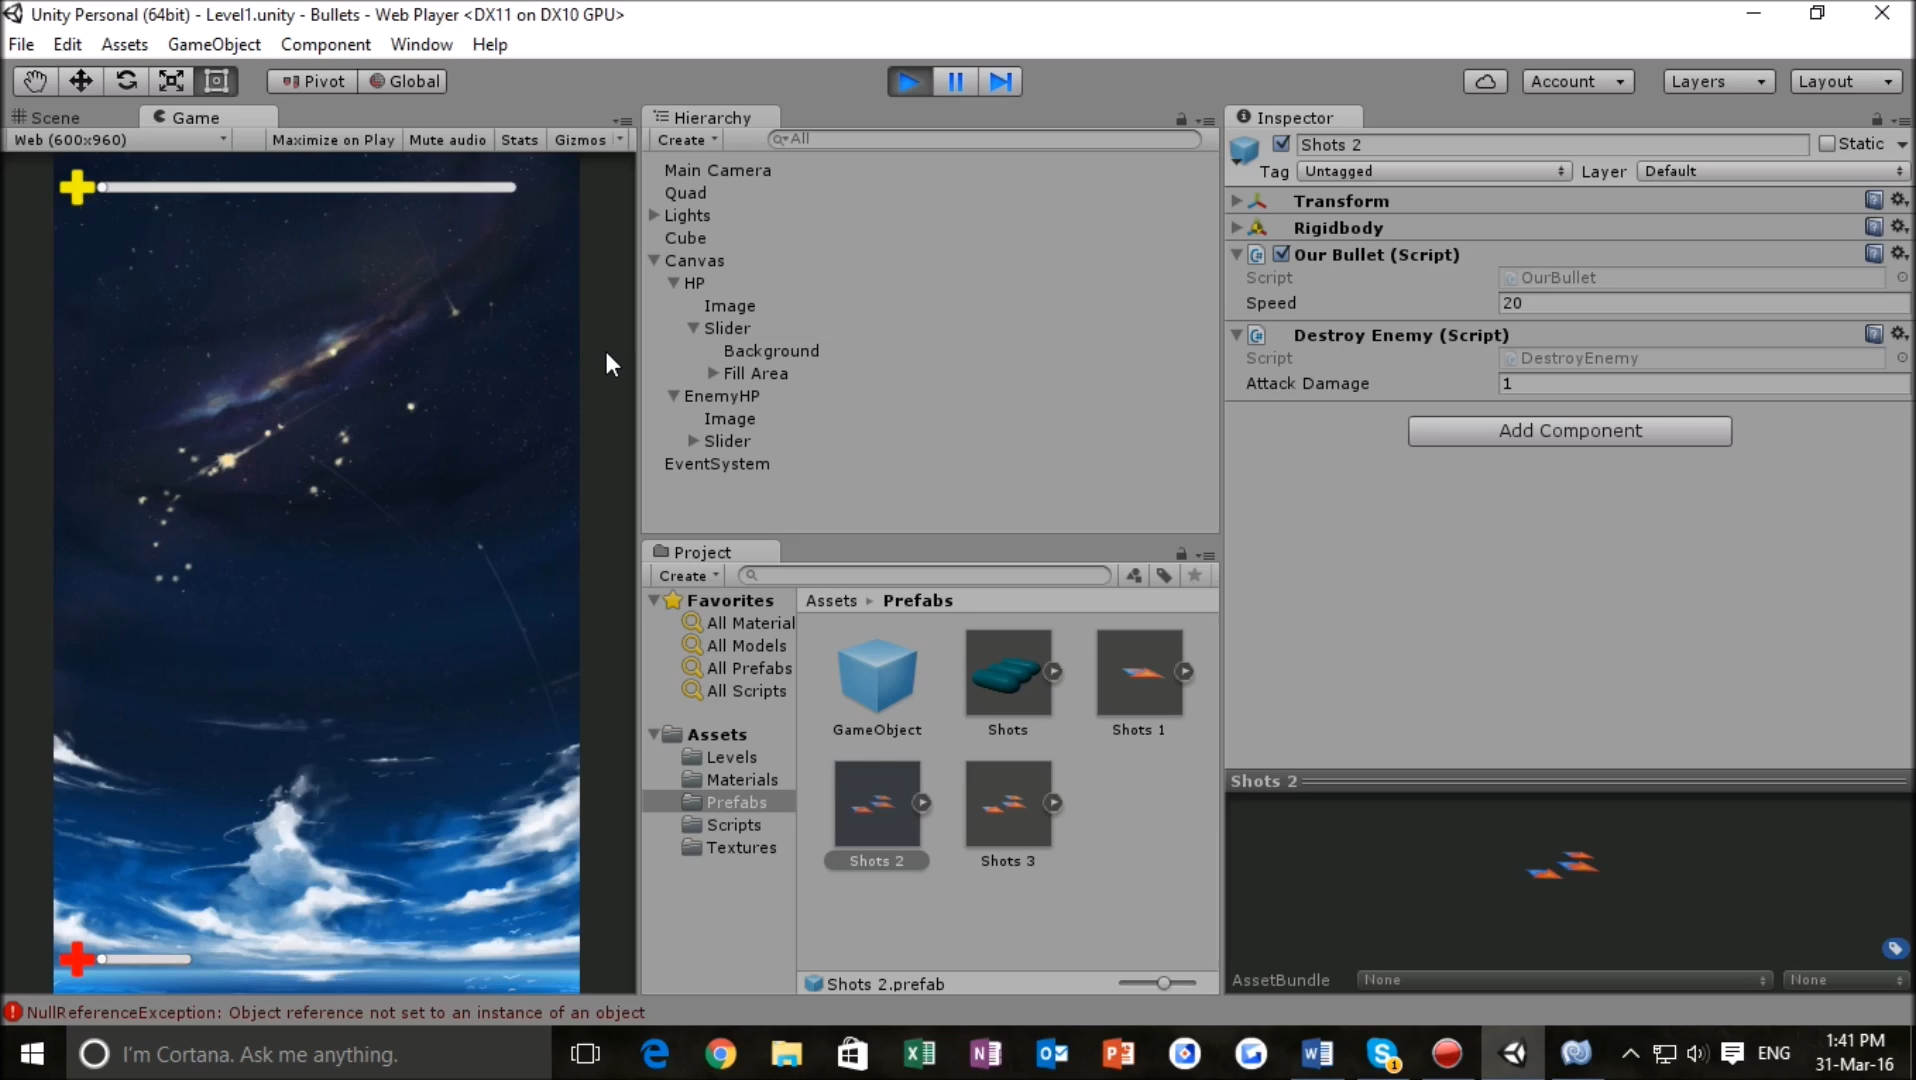 Unity Personal (64bit) - Level1.unity - Bullets - Web Player <DX11 on DX10 GPU>
File Edit Assets GameObject Component Window Help
Pivot Global Account Layers Layout
Scene Game
Web (600x960) Maximize on Play Mute audio Stats Gizmos
Hierarchy
Create All
Main Camera
Quad
Lights
Cube
Canvas
HP
Image
Slider
Background
Fill Area
EnemyHP
Image
Slider
EventSystem
Project
Create
Favorites
All Material
All Models
All Prefabs
All Scripts
Assets
Levels
Materials
Prefabs
Scripts
Textures
Assets Prefabs
GameObject Shots Shots 1
Shots 2 Shots 3
Shots 2.prefab
Inspector
Shots 2 Static
Tag Untagged Layer Default
Transform
Rigidbody
Our Bullet (Script)
Script OurBullet
Speed 20
Destroy Enemy (Script)
Script DestroyEnemy
Attack Damage 1
Add Component
Shots 2
AssetBundle None None
NullReferenceException: Object reference not set to an instance of an object
I'm Cortana. Ask me anything.
1
ENG
1:41 PM
31-Mar-16